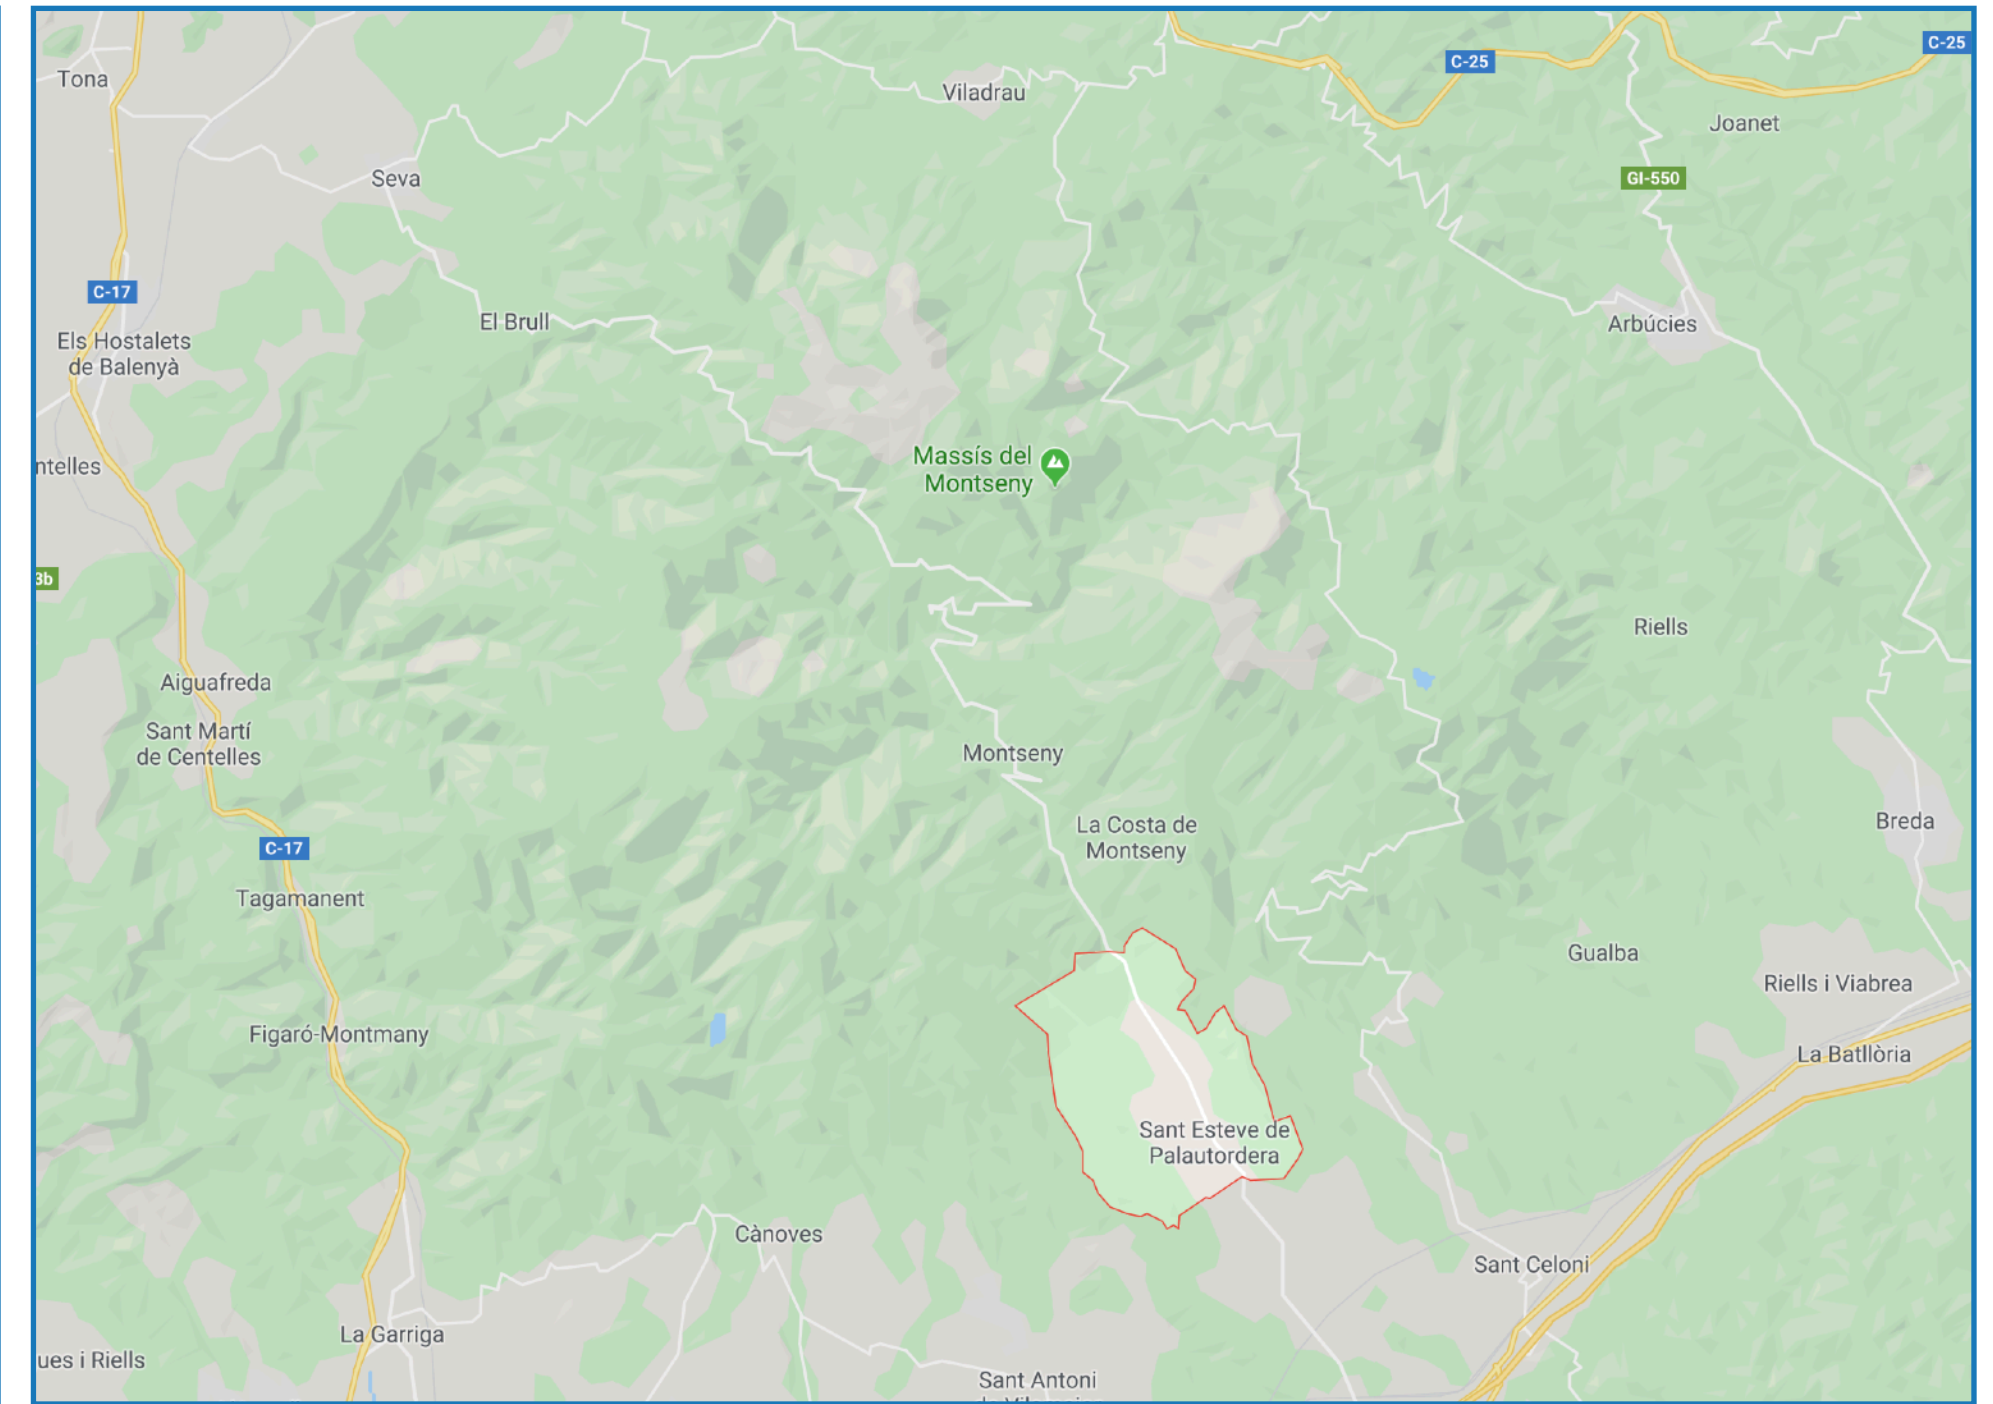 C-25
C-25
Tona
Viladrau
Joanet
Seva
GI-550
C-17
El Brull
Arbúcies
Els Hostalets
de Balenyà
Massís del
Montseny
ntelles
3b
Riells
Aiguafreda
Sant Martí
de Centelles
Montseny
La Costa de
Montseny
Breda
C-17
Tagamanent
Gualba
Riells i Viabrea
Figaró-Montmany
La Batllòria
Sant Esteve de
Palautordera
Cànoves
Sant Celoni
La Garriga
ues i Riells
Sant Antoni